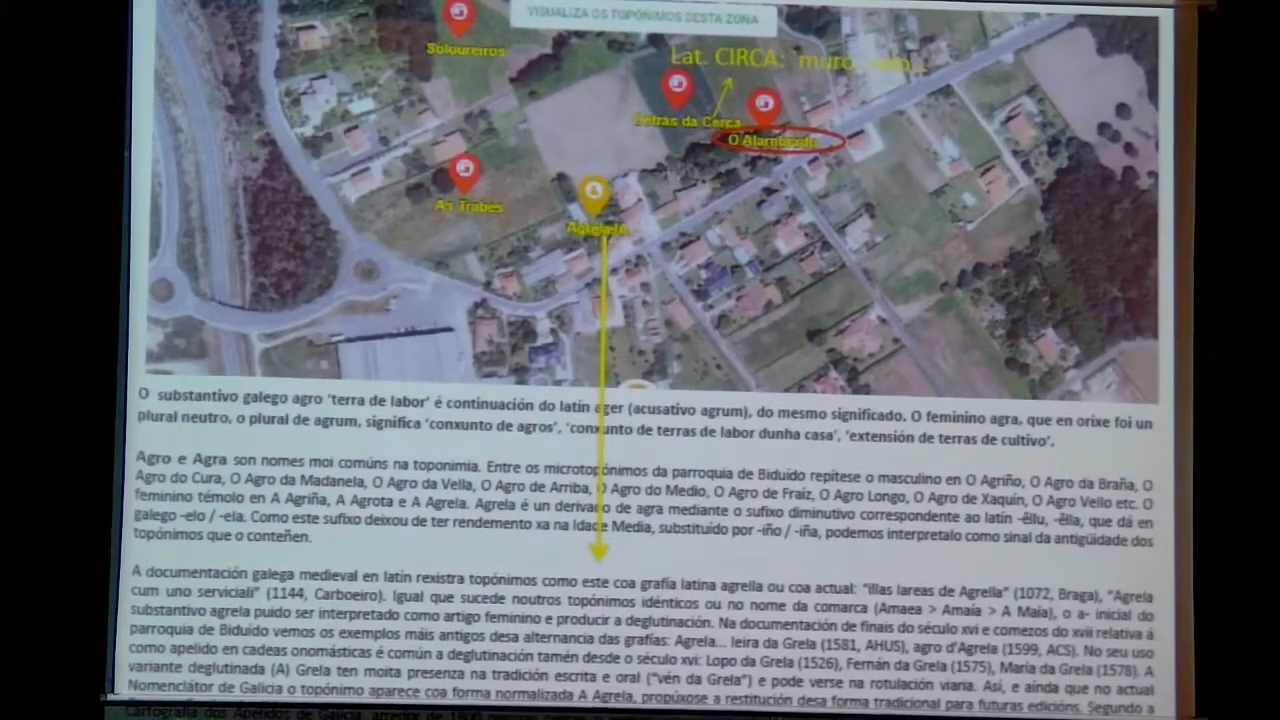 VISUALIZA OS TOPÓNIMOS DESTA ZONA
Soloureiros
Lat. CIRCA: 'muro,
Detrás da Cerca
O Alambrado
As Trabes
O substantivo galego agro 'terra de labor' é continuación do latín ager (acusativo agrum), do mesmo significado. O feminino agra, que en orixe foi un
plural neutro, o plural de agrum, significa 'conxunto de agros', 'conxunto de terras de labor dunha casa', 'extensión de terras de cultivo'.
Agro e Agra son nomes moi comúns na toponimia. Entre os microtopónimos da parroquia de Biduído repítese o masculino en O Agriño, O Agro da Braña, O
Agro do Cura, O Agro da Madanela, O Agro da Vella, O Agro de Arriba, O Agro do Medio, O Agro de Fraíz, O Agro Longo, O Agro de Xaquín, O Agro Vello etc. O
feminino témolo en A Agriña, A Agrota e A Agrela. Agrela é un derivado de agra mediante o sufixo diminutivo correspondente ao latín -ĕllu, -ĕlla, que dá en
galego -elo / -ela. Como este sufixo deixou de ter rendemento xa na Idade Media, substituído por -iño / -iña, podemos interpretalo como sinal da antigüidade dos
topónimos que o conteñen.
A documentación galega medieval en latín rexistra topónimos como este coa grafía latina agrella ou coa actual: "illas lareas de Agrella" (1072, Braga), "Agrela
cum uno serviciali" (1144, Carboeiro). Igual que sucede noutros topónimos idénticos ou no nome da comarca (Amaea > Amaía > A Maía), o a- inicial do
substantivo agrela puido ser interpretado como artigo feminino e producir a deglutinación. Na documentación de finais do século xvi e comezos do xvii relativa á
parroquia de Biduído vemos os exemplos máis antigos desa alternancia das grafías: Agrela... leira da Grela (1581, AHUS), agro d'Agrela (1599, ACS). No seu uso
como apelido en cadeas onomásticas é común a deglutinación tamén desde o século xvi: Lopo da Grela (1526), Fernán da Grela (1575), María da Grela (1578). A
variante deglutinada (A) Grela ten moita presenza na tradición escrita e oral ("vén da Grela") e pode verse na rotulación viaria. Así, e aínda que no actual
Nomenclátor de Galicia o topónimo aparece coa forma normalizada A Agrela, propúxose a restitución desa forma tradicional para futuras edicións. Segundo a
Cartografía dos Apelidos de Galicia, arredor de